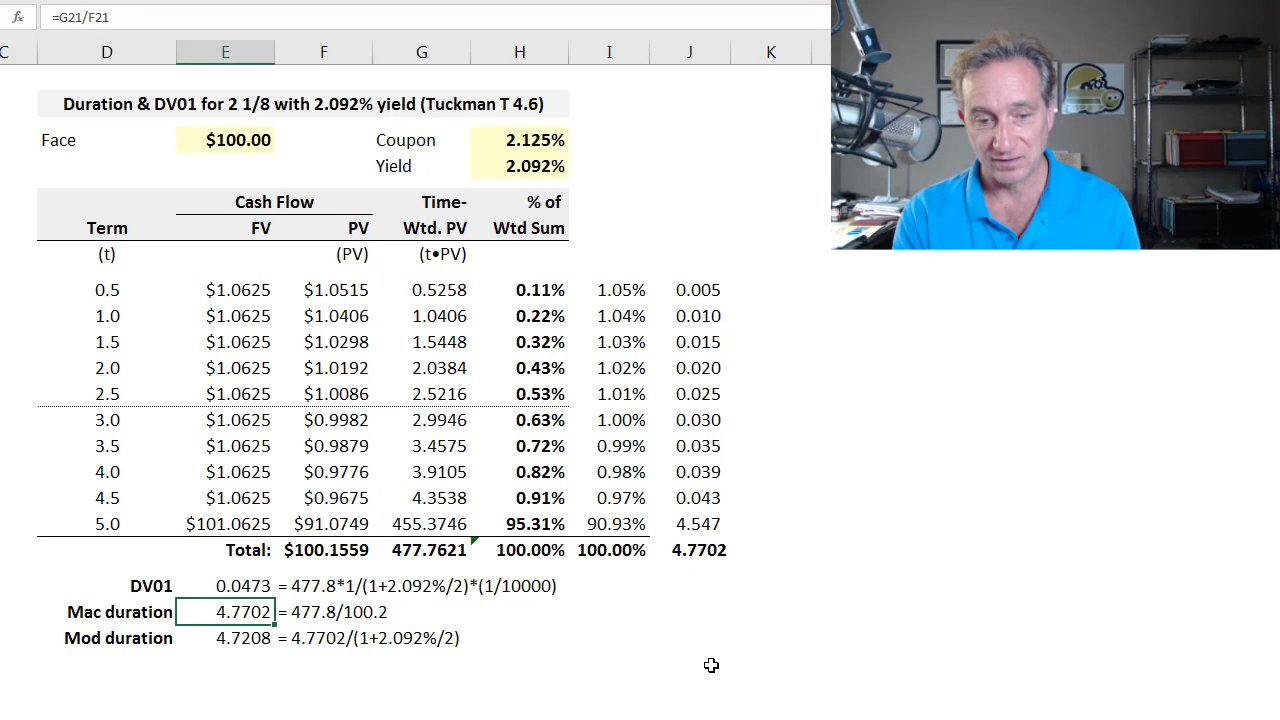 fx =G21/F21
C D E F G H I J K
Duration & DV01 for 2 1/8 with 2.092% yield (Tuckman T 4.6)
Face $100.00 Coupon 2.125%
Yield 2.092%
Cash Flow Time- % of
Term FV PV Wtd. PV Wtd Sum
(t) (PV) (t•PV)
0.5 $1.0625 $1.0515 0.5258 0.11% 1.05% 0.005
1.0 $1.0625 $1.0406 1.0406 0.22% 1.04% 0.010
1.5 $1.0625 $1.0298 1.5448 0.32% 1.03% 0.015
2.0 $1.0625 $1.0192 2.0384 0.43% 1.02% 0.020
2.5 $1.0625 $1.0086 2.5216 0.53% 1.01% 0.025
3.0 $1.0625 $0.9982 2.9946 0.63% 1.00% 0.030
3.5 $1.0625 $0.9879 3.4575 0.72% 0.99% 0.035
4.0 $1.0625 $0.9776 3.9105 0.82% 0.98% 0.039
4.5 $1.0625 $0.9675 4.3538 0.91% 0.97% 0.043
5.0 $101.0625 $91.0749 455.3746 95.31% 90.93% 4.547
Total: $100.1559 477.7621 100.00% 100.00% 4.7702
DV01 0.0473 = 477.8*1/(1+2.092%/2)*(1/10000)
Mac duration 4.7702 = 477.8/100.2
Mod duration 4.7208 = 4.7702/(1+2.092%/2)